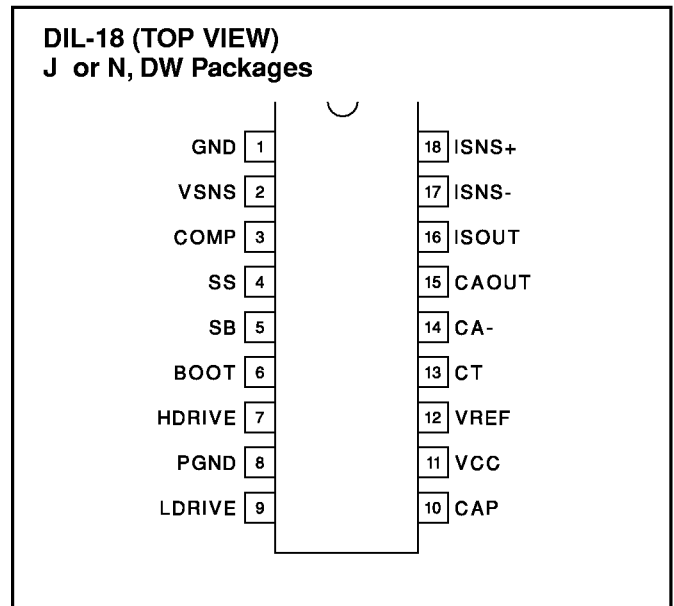 DIL-18 (TOP VIEW)
J or N, DW Packages
GND 1 18 ISNS+
VSNS 2 17 ISNS-
COMP 3 16 ISOUT
SS 4 15 CAOUT
SB 5 14 CA-
BOOT 6 13 CT
HDRIVE 7 12 VREF
PGND 8 11 VCC
LDRIVE 9 10 CAP